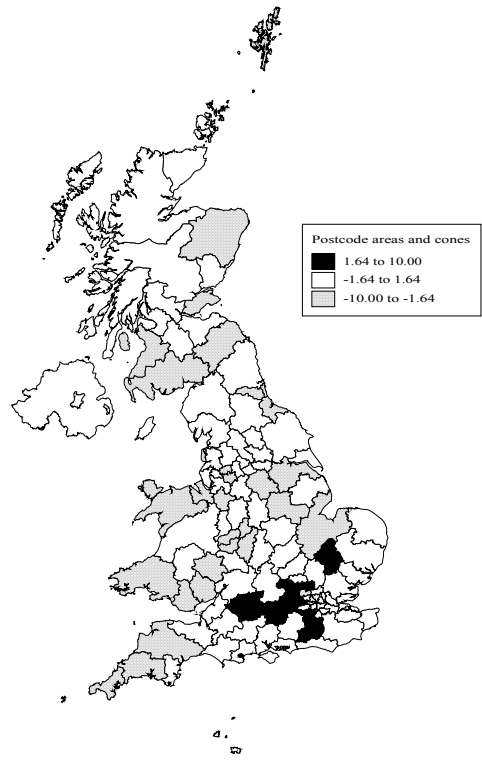 Postcode areas and cones
1.64 to 10.00
-1.64 to 1.64
-10.00 to -1.64